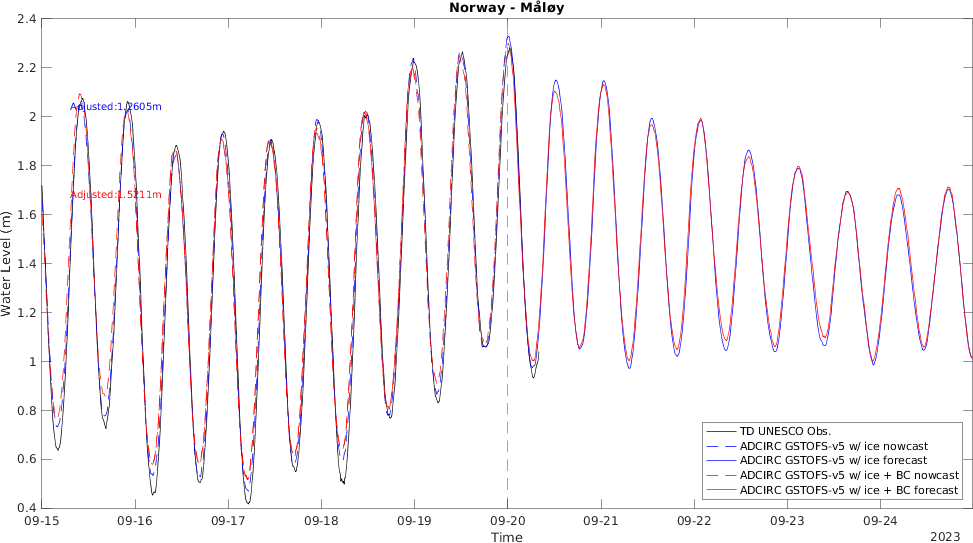 Norway - Måløy
Water Level (m)
2.4
2.2
2
1.8
1.6
1.4
1.2
1
0.8
0.6
0.4
Adjusted:1.2605m
Adjusted:1.5211m
TD UNESCO Obs.
ADCIRC GSTOFS-v5 w/ ice nowcast
ADCIRC GSTOFS-v5 w/ ice forecast
ADCIRC GSTOFS-v5 w/ ice + BC nowcast
ADCIRC GSTOFS-v5 w/ ice + BC forecast
09-15 09-16 09-17 09-18 09-19 09-20 09-21 09-22 09-23 09-24
Time
2023